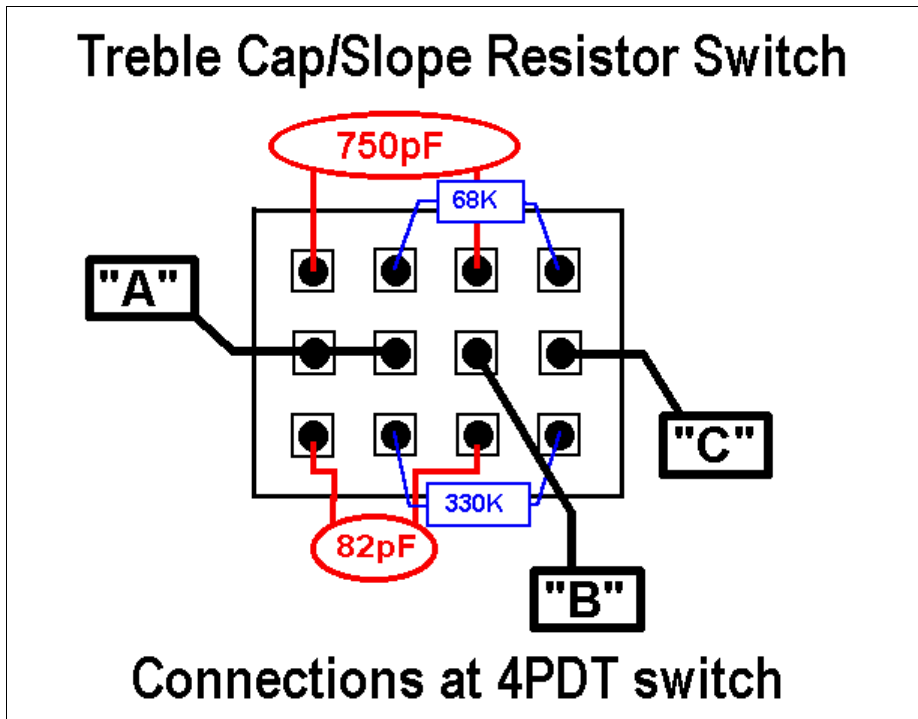 Treble Cap/Slope Resistor Switch
750pF
68K
"A"
"C"
330K
82pF
"B"
Connections at 4PDT switch